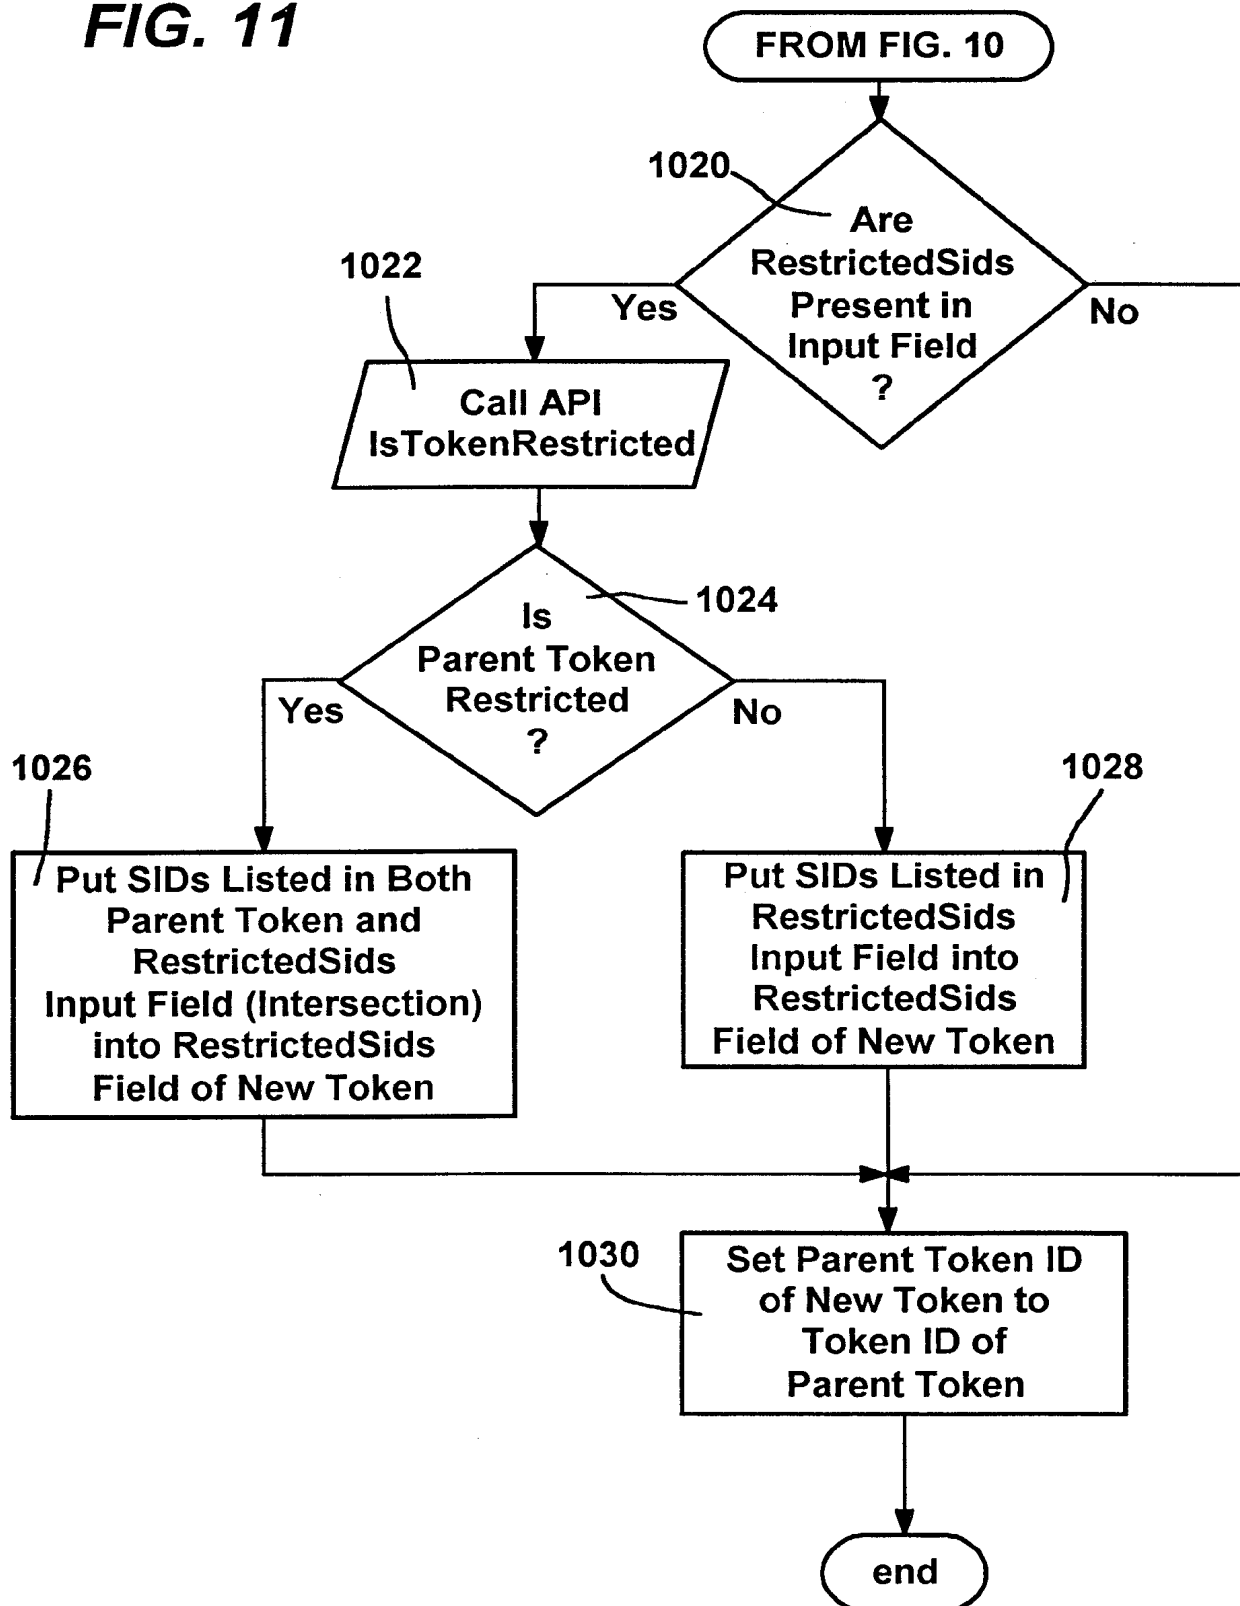 FIG. 11
FROM FIG. 10
1020
Are
RestrictedSids
Present in
Input Field
?
Yes
No
1022
Call API
IsTokenRestricted
1024
Is
Parent Token
Restricted
?
Yes
No
1026
Put SIDs Listed in Both
Parent Token and
RestrictedSids
Input Field (Intersection)
into RestrictedSids
Field of New Token
1028
Put SIDs Listed in
RestrictedSids
Input Field into
RestrictedSids
Field of New Token
1030
Set Parent Token ID
of New Token to
Token ID of
Parent Token
end